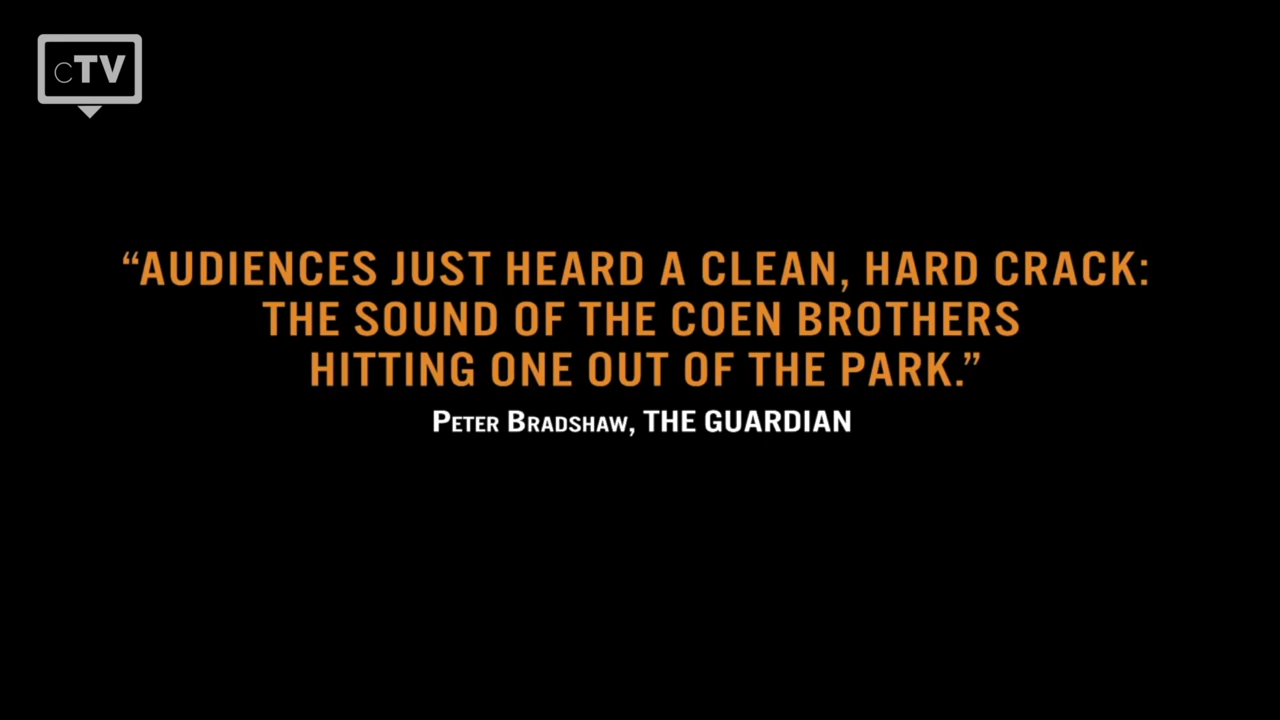 cTV
“AUDIENCES JUST HEARD A CLEAN, HARD CRACK:
THE SOUND OF THE COEN BROTHERS
HITTING ONE OUT OF THE PARK.”
PETER BRADSHAW, THE GUARDIAN